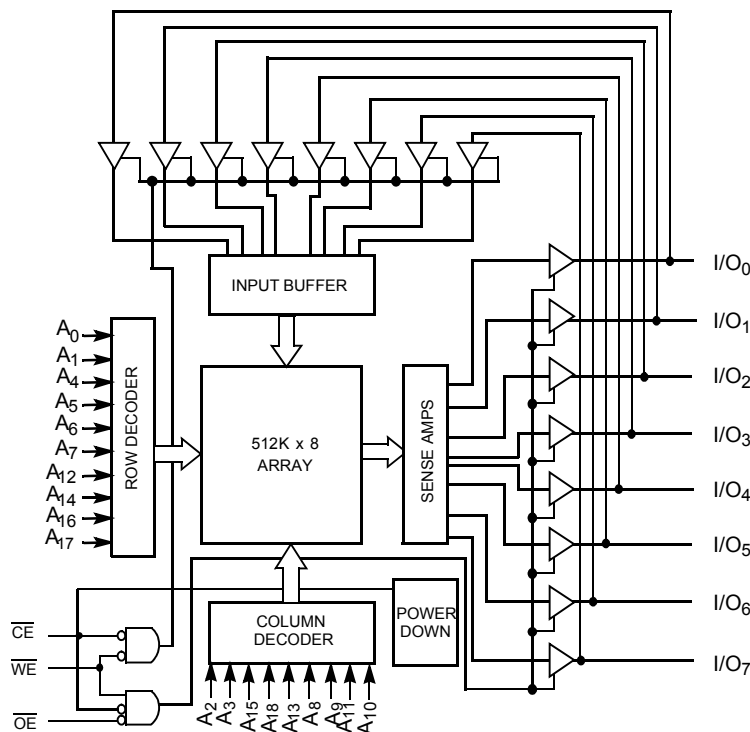 INPUT BUFFER
I/O0
I/O1
I/O2
I/O3
I/O4
I/O5
I/O6
I/O7
A0
A1
A4
A5
A6
A7
A12
A14
A16
A17
ROW DECODER
512K x 8
ARRAY
SENSE AMPS
COLUMN
DECODER
POWER
DOWN
CE
WE
OE
A2
A3
A15
A18
A13
A8
A9
A11
A10